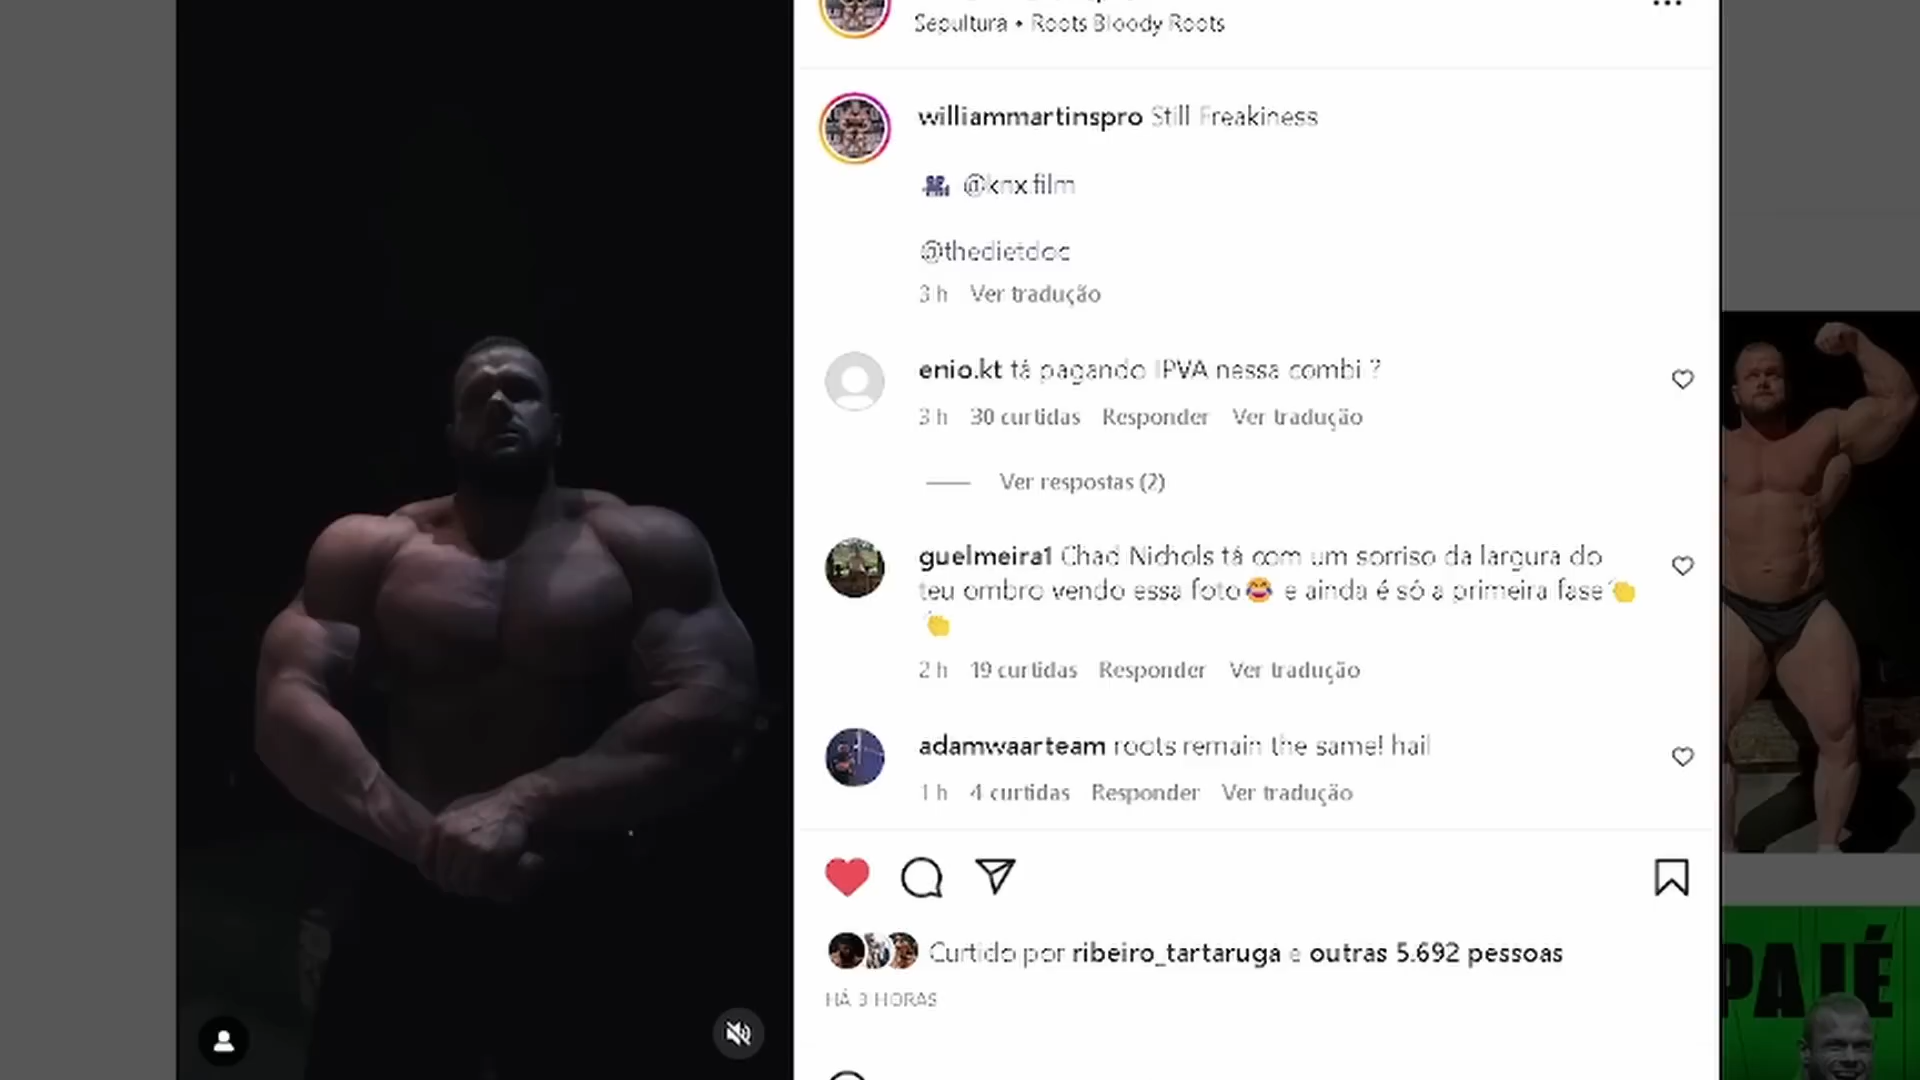 Sepultura • Roots Bloody Roots
williammartinspro Still Freakiness
🎥 @knx.film
@thedietdoc
3 h Ver tradução
enio.kt tá pagando IPVA nessa combi ?
3 h 30 curtidas Responder Ver tradução
Ver respostas (2)
guelmeira1 Chad Nichols tá com um sorriso da largura do
teu ombro vendo essa foto😂 e ainda é só a primeira fase👏
👏
2 h 19 curtidas Responder Ver tradução
adamwaarteam roots remain the same! hail
1 h 4 curtidas Responder Ver tradução
Curtido por ribeiro_tartaruga e outras 5.692 pessoas
HÁ 3 HORAS
PAJÉ